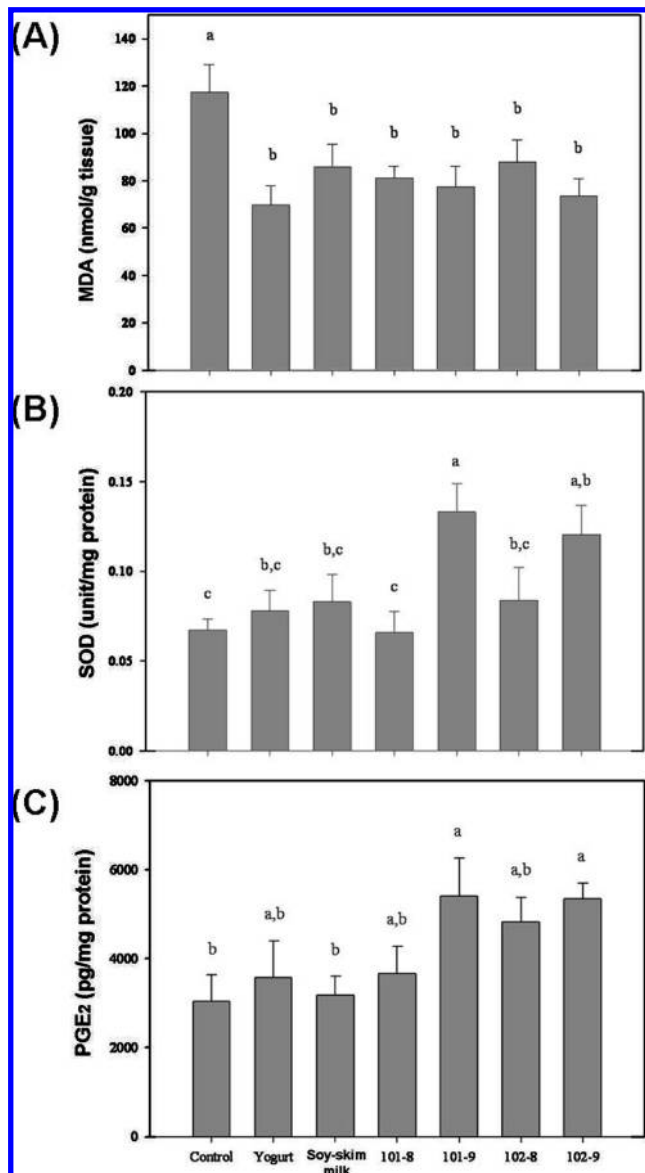 (A)
MDA (nmol/g tissue)
140
120
100
80
60
40
20
0
a
b
b
b
b
b
b
(B)
SOD (unit/mg protein)
0.20
0.15
0.10
0.05
0.00
c
b,c
b,c
c
a
b,c
a,b
(C)
PGE2 (pg/mg protein)
8000
6000
4000
2000
0
b
a,b
b
a,b
a
a,b
a
Control Yogurt Soy-skim 101-8 101-9 102-8 102-9
milk